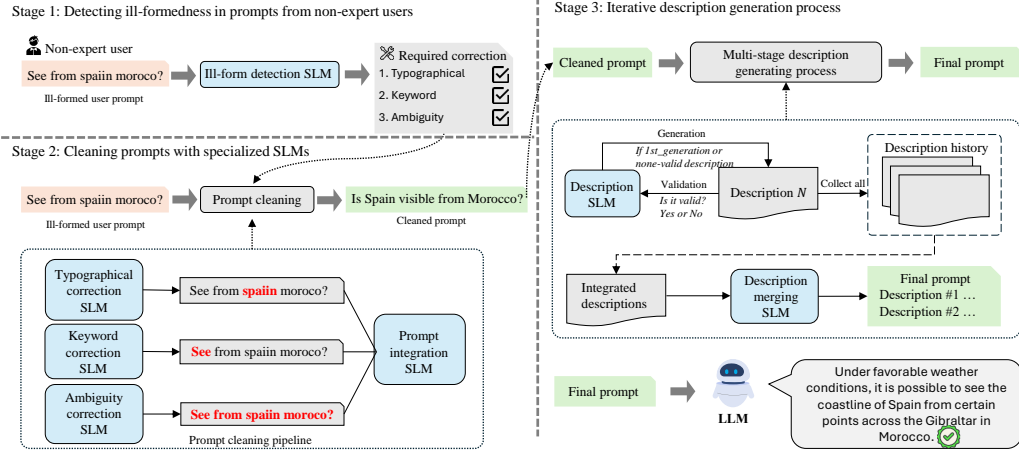 Stage 1: Detecting ill-formedness in prompts from non-expert users
Non-expert user
See from spaiin moroco?
Ill-formed user prompt
Ill-form detection SLM
Required correction
1. Typographical
2. Keyword
3. Ambiguity
Stage 2: Cleaning prompts with specialized SLMs
See from spaiin moroco?
Ill-formed user prompt
Prompt cleaning
Is Spain visible from Morocco?
Cleaned prompt
Typographical
correction
SLM
See from spaiin moroco?
Keyword
correction
SLM
See from spaiin moroco?
Ambiguity
correction
SLM
See from spaiin moroco?
Prompt
integration
SLM
Prompt cleaning pipeline
Stage 3: Iterative description generation process
Cleaned prompt
Multi-stage description
generating process
Final prompt
Generation
If 1st_generation or
none-valid description
Description
SLM
Validation
Is it valid?
Yes or No
Description N
Collect all
Description history
Integrated
descriptions
Description
merging
SLM
Final prompt
Description #1 ...
Description #2 ...
Final prompt
LLM
Under favorable weather
conditions, it is possible to see the
coastline of Spain from certain
points across the Gibraltar in
Morocco.